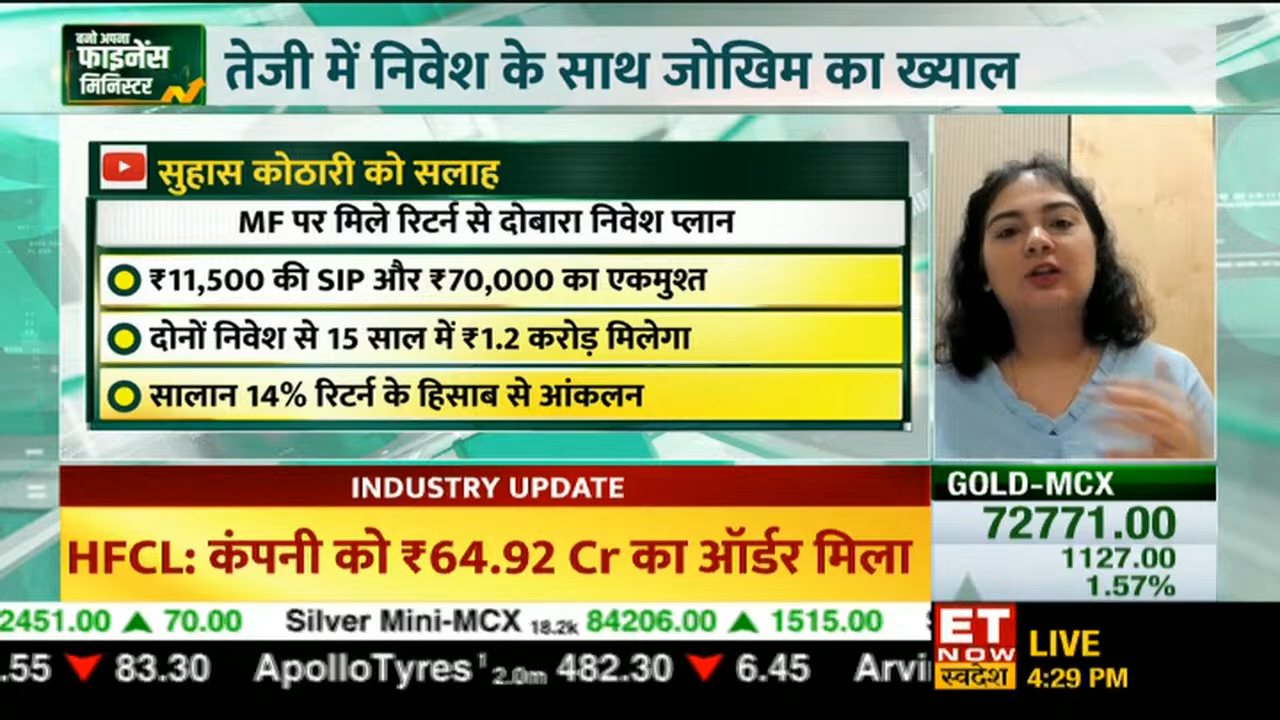 बनो अपना
फाइनेंस
मिनिस्टर
तेजी में निवेश के साथ जोखिम का ख्याल
सुहास कोठारी को सलाह
MF पर मिले रिटर्न से दोबारा निवेश प्लान
₹11,500 की SIP और ₹70,000 का एकमुश्त
दोनों निवेश से 15 साल में ₹1.2 करोड़ मिलेगा
सालान 14% रिटर्न के हिसाब से आंकलन
INDUSTRY UPDATE
HFCL: कंपनी को ₹64.92 Cr का ऑर्डर मिला
GOLD-MCX
72771.00
1127.00
1.57%
2451.00 ▲ 70.00 Silver Mini-MCX 18.2k 84206.00 ▲ 1515.00
.55 ▼ 83.30 ApolloTyres 2.0m 482.30 ▼ 6.45 Arvi
ET
NOW
स्वदेश
LIVE
4:29 PM